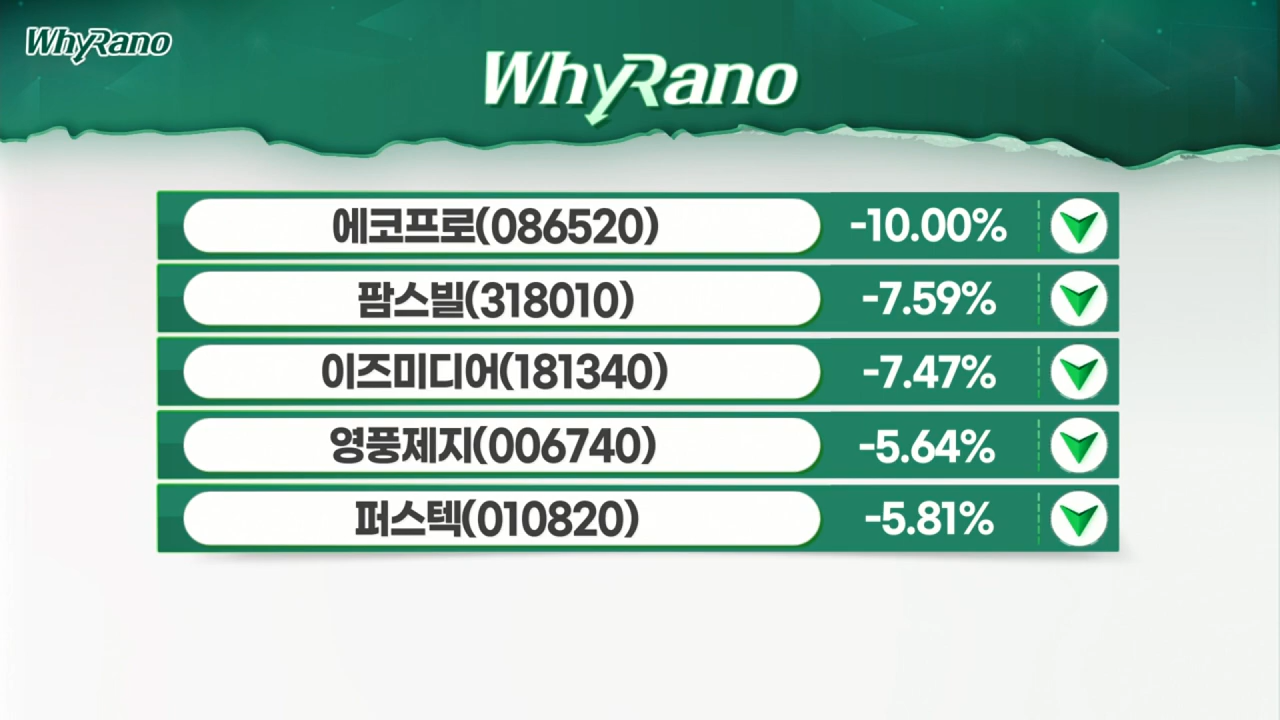 WhyRano
WhyRano
에코프로(086520) -10.00%
팜스빌(318010) -7.59%
이즈미디어(181340) -7.47%
영풍제지(006740) -5.64%
퍼스텍(010820) -5.81%